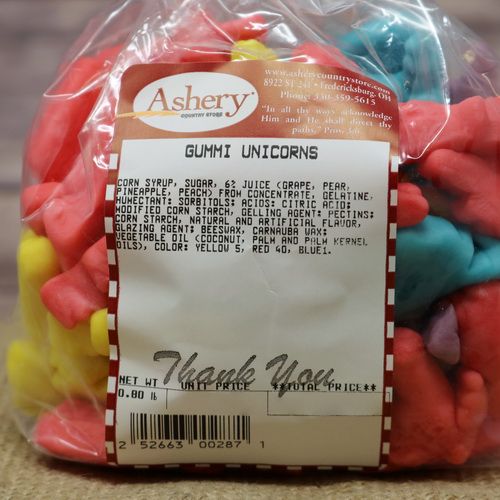 Ashery
COUNTRY STORE
www.asherycountrystore.com
8922 ST 241 • Fredericksburg, OH
Phone: 330-359-5615
"In all thy ways acknowledge
Him and He shall direct thy
paths." Prov. 3:6
GUMMI UNICORNS
CORN SYRUP, SUGAR, 6% JUICE (GRAPE, PEAR,
PINEAPPLE, PEACH) FROM CONCENTRATE, GELATINE,
HUMECTANT: SORBITOLS: ACIDS: CITRIC ACID:
MODIFIED CORN STARCH, GELLING AGENT: PECTINS:
CORN STARCH, NATURAL AND ARTIFICIAL FLAVOR,
GLAZING AGENT: BEESWAX, CARNAUBA WAX:
VEGETABLE OIL (COCONUT, PALM AND PALM KERNEL
OILS), COLOR: YELLOW 5, RED 40, BLUE1.
Thank You
NET WT UNIT PRICE **TOTAL PRICE**
0.80 lb
2 52663 00287 1